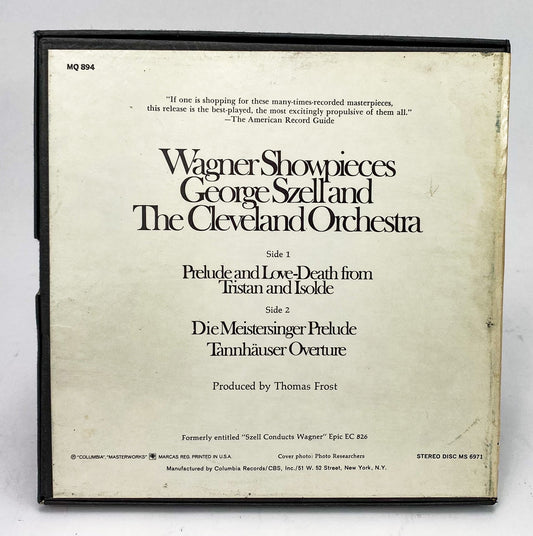 MQ 894
"If one is shopping for these many-times-recorded masterpieces,
this release is the best-played, the most excitingly propulsive of them all."
—The American Record Guide
Wagner Showpieces
George Szell and
The Cleveland Orchestra
Side 1
Prelude and Love-Death from
Tristan and Isolde
Side 2
Die Meistersinger Prelude
Tannhäuser Overture
Produced by Thomas Frost
Formerly entitled "Szell Conducts Wagner" Epic EC 826
℗ "COLUMBIA", "MASTERWORKS" MARCAS REG. PRINTED IN U.S.A. Cover photo: Photo Researchers STEREO DISC MS 6971
Manufactured by Columbia Records/CBS, Inc./51 W. 52 Street, New York, N.Y.